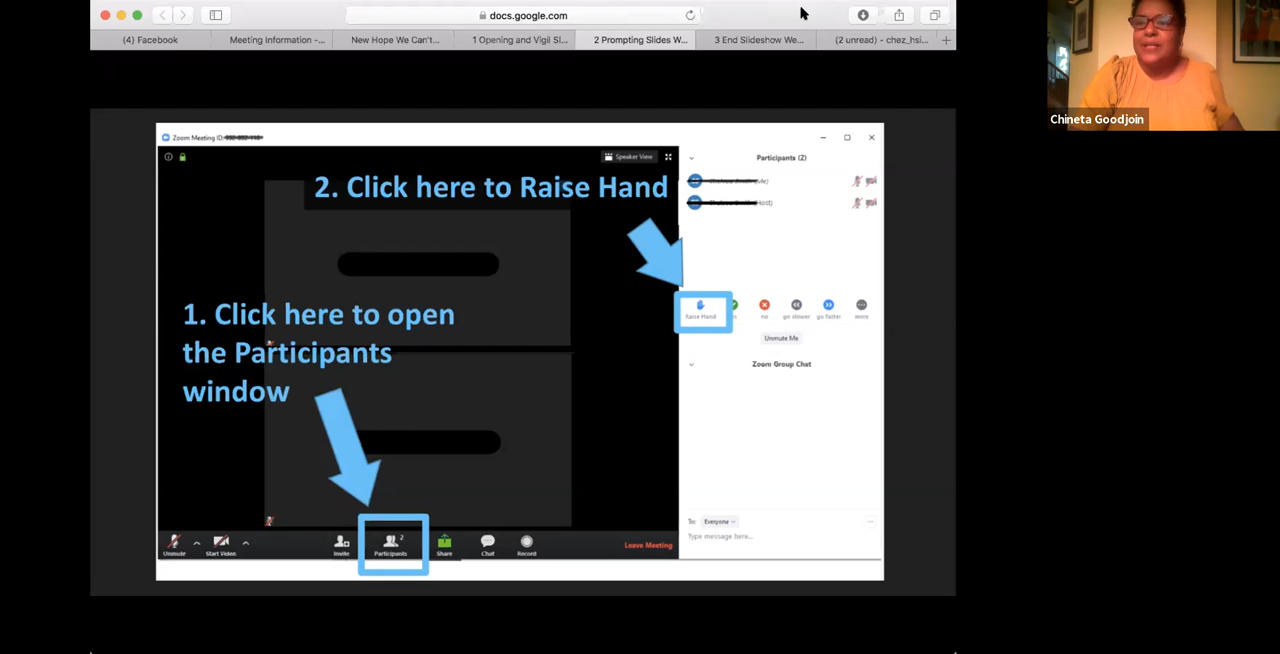 docs.google.com
(4) Facebook
Meeting Information -...
New Hope We Can't...
1 Opening and Vigil Sl...
2 Prompting Slides W...
3 End Slideshow We...
(2 unread) - chez_hsi...
Chineta Goodjoin
Zoom Meeting ID:
Speaker View
Participants (2)
2. Click here to Raise Hand
(Me)
(Host)
1. Click here to open
the Participants
window
Raise Hand
no
go slower
go faster
more
Unmute Me
Zoom Group Chat
To: Everyone
Type message here...
Unmute
Start Video
Invite
2
Participants
Share
Chat
Record
Leave Meeting